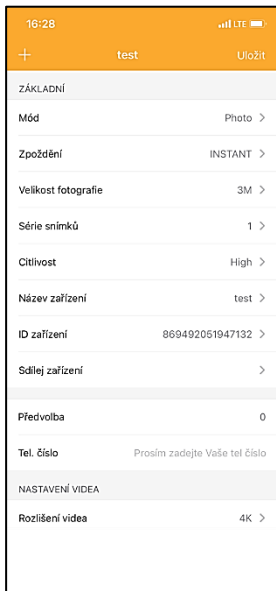 16:28 LTE
+ test Uložit
ZÁKLADNÍ
Mód Photo >
Zpoždění INSTANT >
Velikost fotografie 3M >
Série snímků 1 >
Citlivost High >
Název zařízení test >
ID zařízení 869492051947132 >
Sdílej zařízení >
Předvolba 0
Tel. číslo Prosím zadejte Vaše tel číslo
NASTAVENÍ VIDEA
Rozlišení videa 4K >